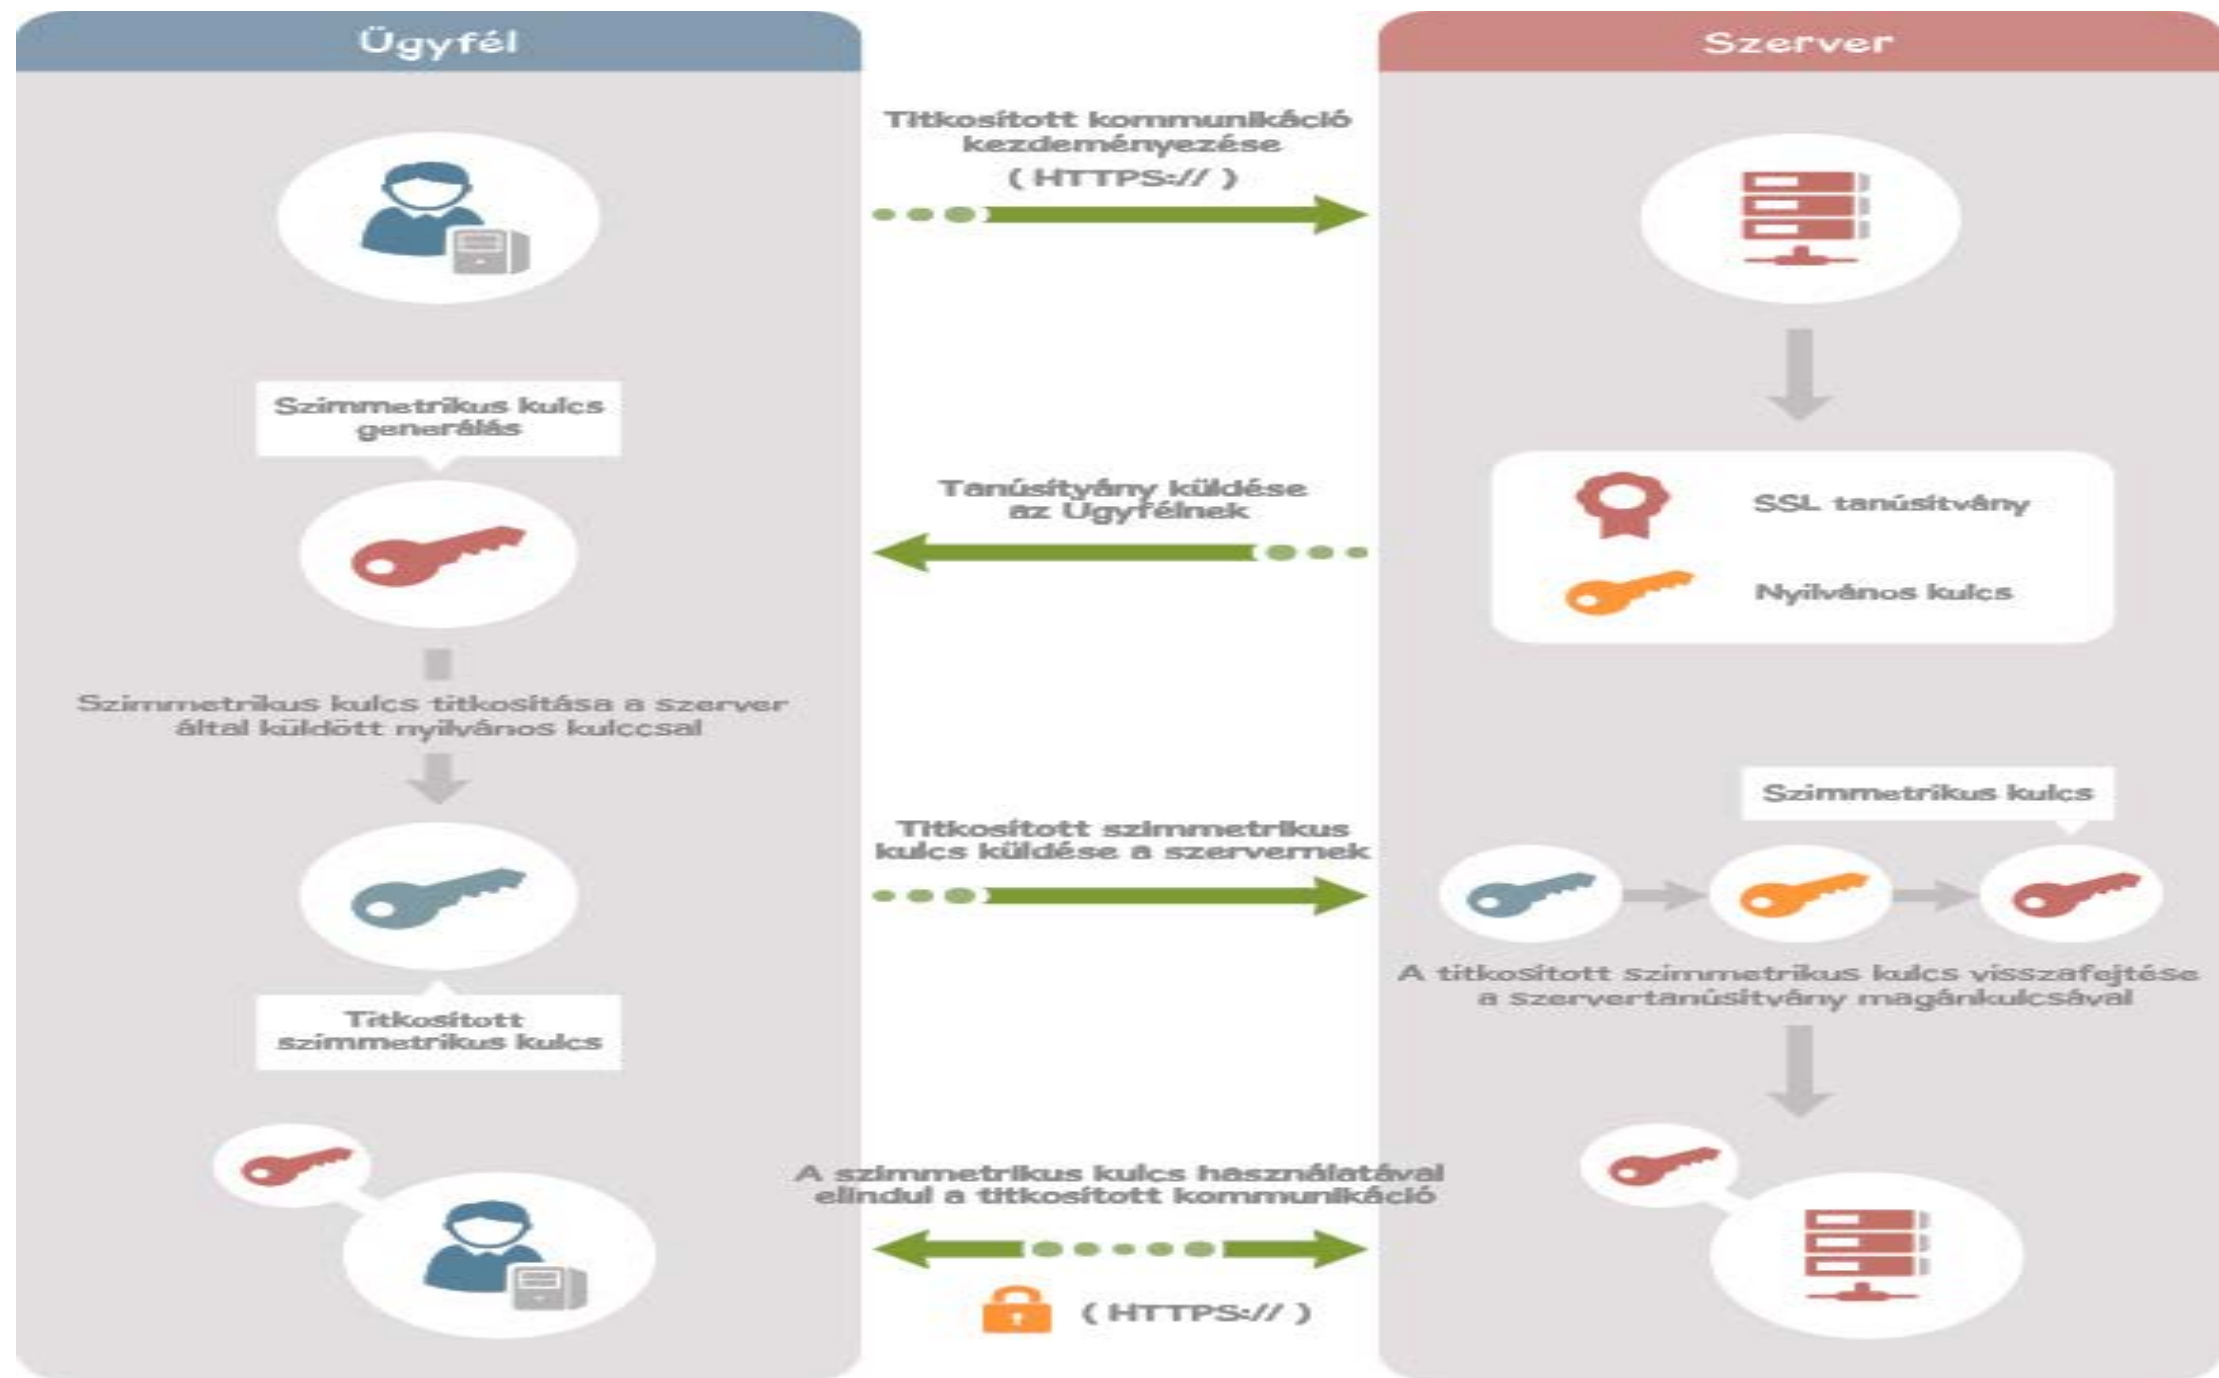 Ügyfél
Szerver
Titkosított kommunikáció
kezdeményezése
( HTTPS:// )
Szimmetrikus kulcs
generálás
Tanúsítvány küldése
az Ügyfélnek
SSL tanúsítvány
Nyilvános kulcs
Szimmetrikus kulcs titkosítása a szerver
által küldött nyilvános kulccsal
Titkosított szimmetrikus
kulcs küldése a szervernek
Szimmetrikus kulcs
A titkosított szimmetrikus kulcs visszafejtése
a szervertanúsítvány magánkulcsával
Titkosított
szimmetrikus kulcs
A szimmetrikus kulcs használatával
elindul a titkosított kommunikáció
( HTTPS:// )